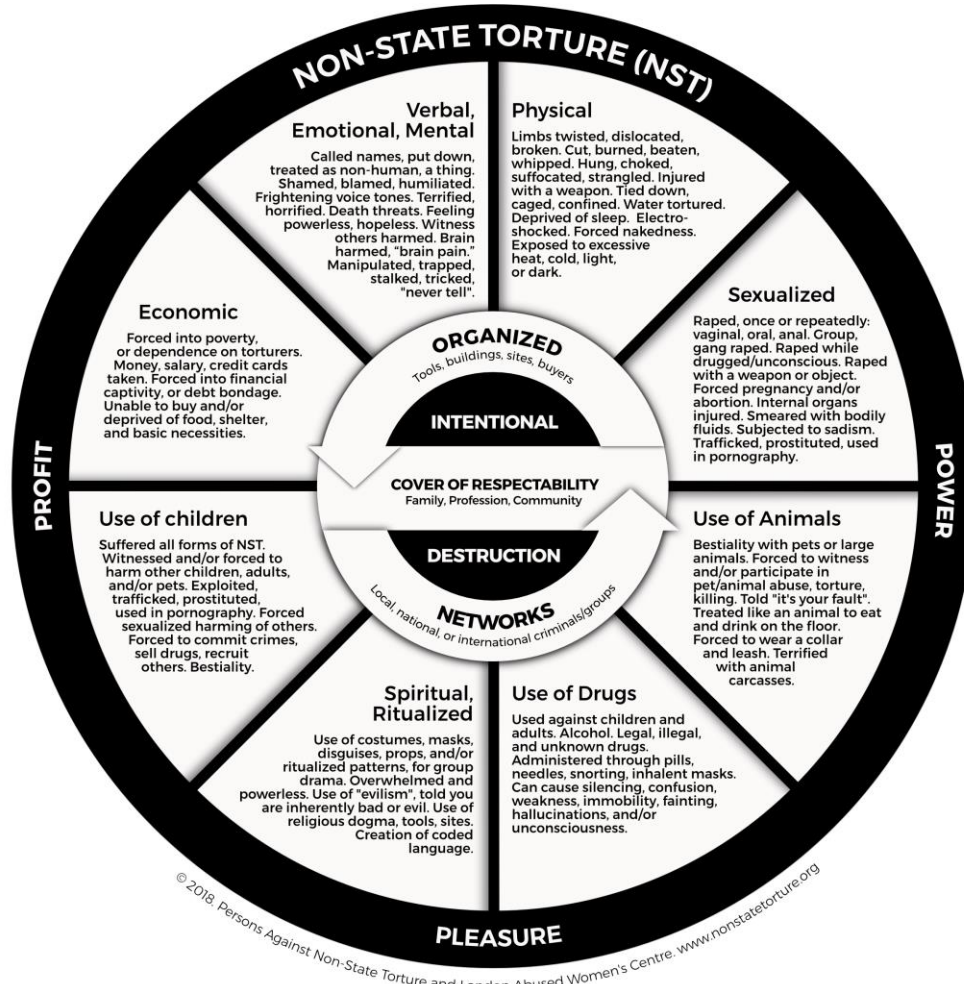 NON-STATE TORTURE (NST)
Verbal,
Emotional, Mental
Called names, put down,
treated as non-human, a thing.
Shamed, blamed, humiliated.
Frightening voice tones. Terrified,
horrified. Death threats. Feeling
powerless, hopeless. Witness
others harmed. Brain
harmed, "brain pain."
Manipulated, trapped,
stalked, tricked,
"never tell".
Physical
Limbs twisted, dislocated,
broken. Cut, burned, beaten,
whipped. Hung, choked,
suffocated, strangled. Injured
with a weapon. Tied down,
caged, confined. Water tortured.
Deprived of sleep. Electro-
shocked. Forced nakedness.
Exposed to excessive
heat, cold, light,
or dark.
Economic
Forced into poverty,
or dependence on torturers.
Money, salary, credit cards
taken. Forced into financial
captivity, or debt bondage.
Unable to buy and/or
deprived of food, shelter,
and basic necessities.
Sexualized
Raped, once or repeatedly:
vaginal, oral, anal. Group,
gang raped. Raped while
drugged/unconscious. Raped
with a weapon or object.
Forced pregnancy and/or
abortion. Internal organs
injured. Smeared with bodily
fluids. Subjected to sadism.
Trafficked, prostituted, used
in pornography.
ORGANIZED
Tools, buildings, sites, buyers
INTENTIONAL
COVER OF RESPECTABILITY
Family, Profession, Community
DESTRUCTION
NETWORKS
Local, national, or international criminals/groups
PROFIT
POWER
Use of children
Suffered all forms of NST.
Witnessed and/or forced to
harm other children, adults,
and/or pets. Exploited,
trafficked, prostituted,
used in pornography. Forced
sexualized harming of others.
Forced to commit crimes,
sell drugs, recruit
others. Bestiality.
Use of Animals
Bestiality with pets or large
animals. Forced to witness
and/or participate in
pet/animal abuse, torture,
killing. Told "it's your fault".
Treated like an animal to eat
and drink on the floor.
Forced to wear a collar
and leash. Terrified
with animal
carcasses.
Spiritual,
Ritualized
Use of costumes, masks,
disguises, props, and/or
ritualized patterns, for group
drama. Overwhelmed and
powerless. Use of "evilism", told you
are inherently bad or evil. Use of
religious dogma, tools, sites.
Creation of coded
language.
Use of Drugs
Used against children and
adults. Alcohol. Legal, illegal,
and unknown drugs.
Administered through pills,
needles, snorting, inhalent masks.
Can cause silencing, confusion,
weakness, immobility, fainting,
hallucinations, and/or
unconsciousness.
PLEASURE
© 2018, Persons Against Non-State Torture and London Abused Women's Centre. www.nonstatetorture.org